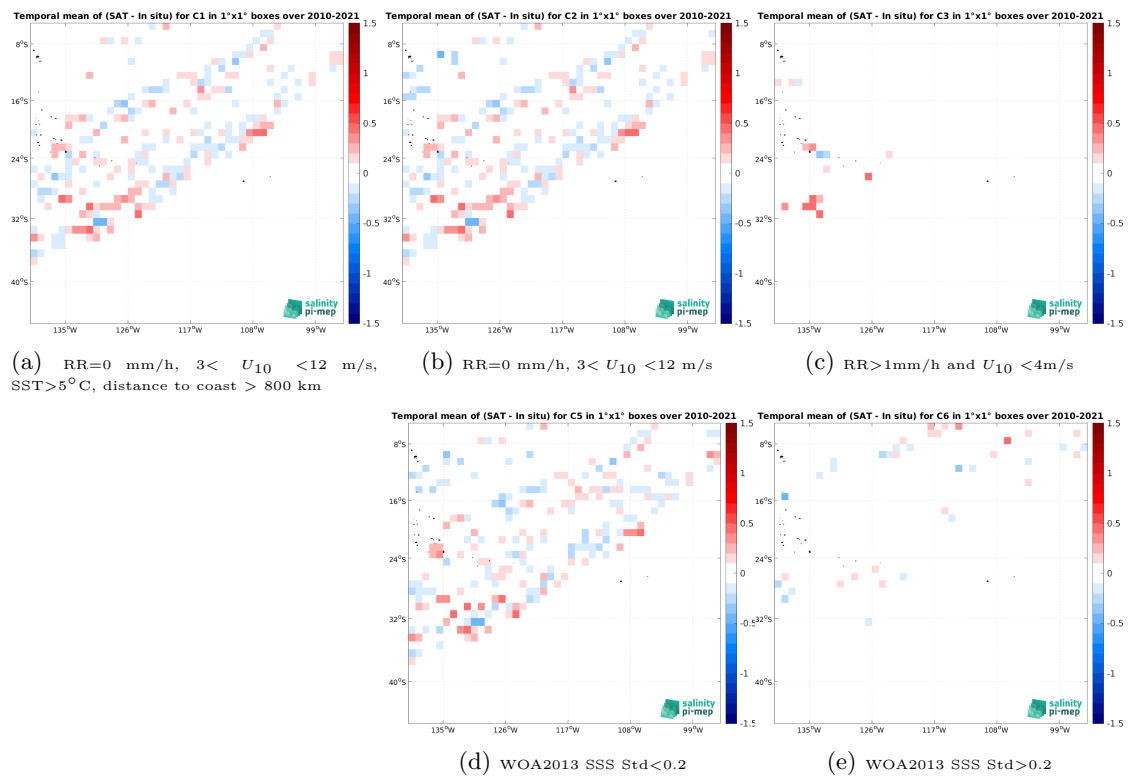 Temporal mean of (SAT - In situ) for C1 in 1°x1° boxes over 2010-2021
8°S
16°S
24°S
32°S
40°S
135°W
126°W
117°W
108°W
99°W
1.5
1
0.5
0
-0.5
-1
-1.5
salinity
pi-mep
(a) RR=0 mm/h, 3< U10 <12 m/s,
SST>5°C, distance to coast > 800 km
Temporal mean of (SAT - In situ) for C2 in 1°x1° boxes over 2010-2021
8°S
16°S
24°S
32°S
40°S
135°W
126°W
117°W
108°W
99°W
1.5
1
0.5
0
-0.5
-1
-1.5
salinity
pi-mep
(b) RR=0 mm/h, 3< U10 <12 m/s
Temporal mean of (SAT - In situ) for C3 in 1°x1° boxes over 2010-2021
8°S
16°S
24°S
32°S
40°S
135°W
126°W
117°W
108°W
99°W
1.5
1
0.5
0
-0.5
-1
-1.5
salinity
pi-mep
(c) RR>1mm/h and U10 <4m/s
Temporal mean of (SAT - In situ) for C5 in 1°x1° boxes over 2010-2021
8°S
16°S
24°S
32°S
40°S
135°W
126°W
117°W
108°W
99°W
1.5
1
0.5
0
-0.5
-1
-1.5
salinity
pi-mep
(d) WOA2013 SSS Std<0.2
Temporal mean of (SAT - In situ) for C6 in 1°x1° boxes over 2010-2021
8°S
16°S
24°S
32°S
40°S
135°W
126°W
117°W
108°W
99°W
1.5
1
0.5
0
-0.5
-1
-1.5
salinity
pi-mep
(e) WOA2013 SSS Std>0.2